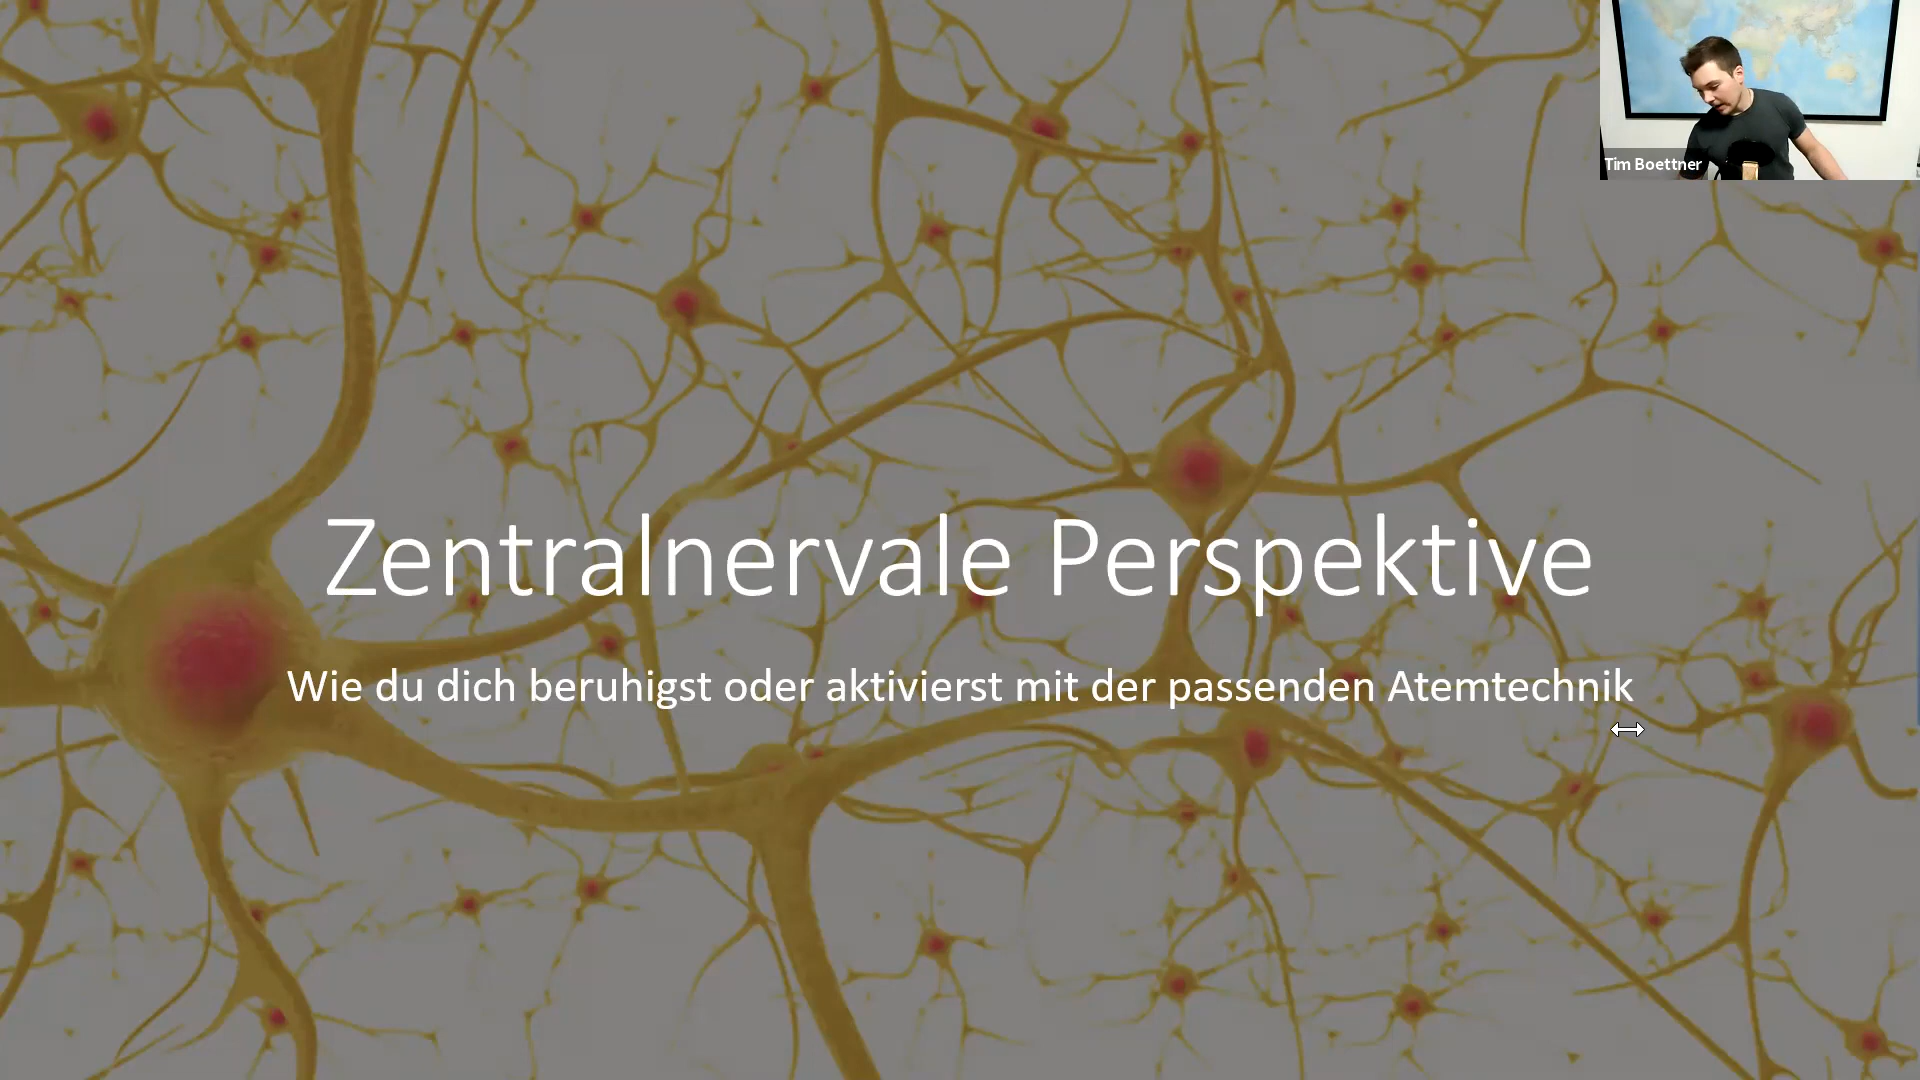 Tim Boettner
Zentralnervale Perspektive
Wie du dich beruhigst oder aktivierst mit der passenden Atemtechnik